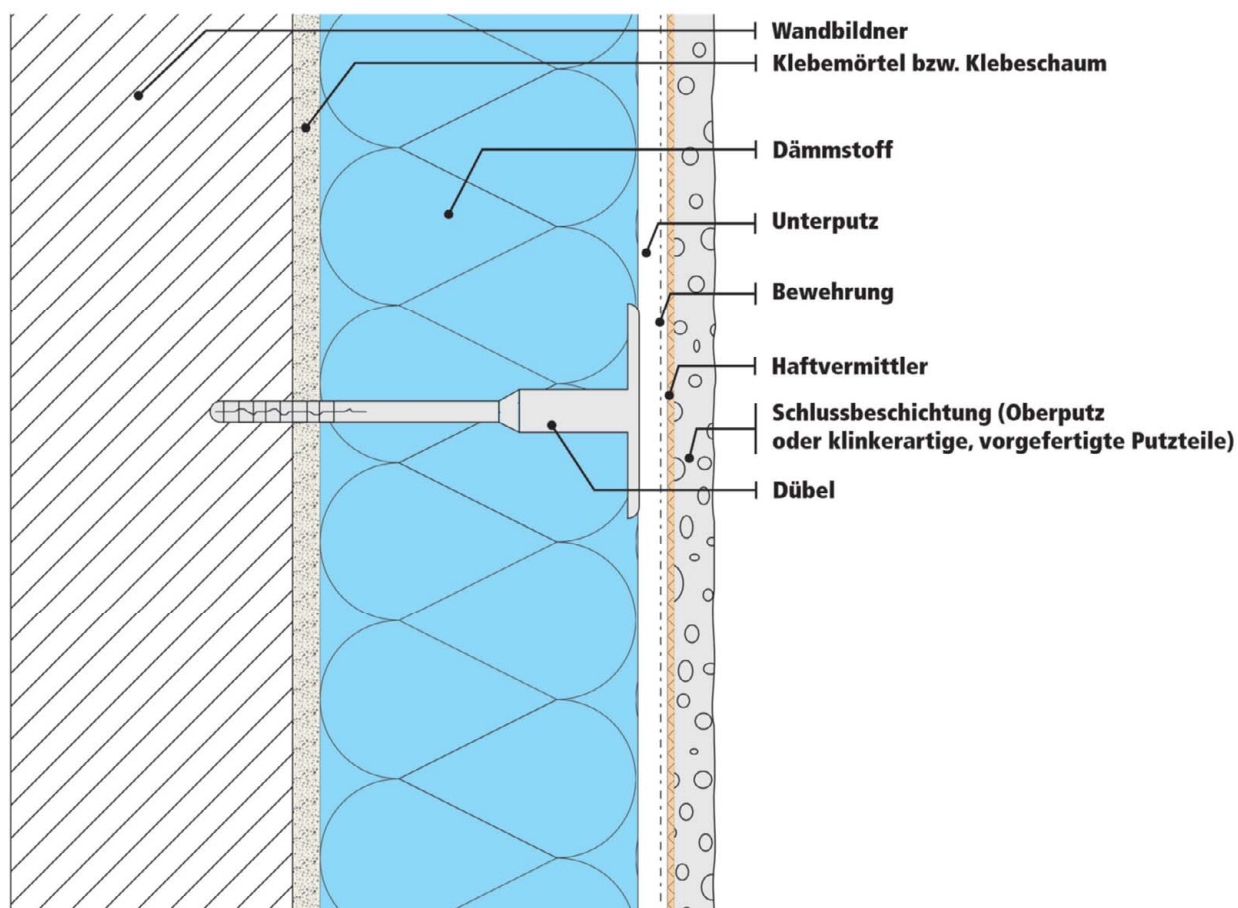 Wandbildner
Klebemörtel bzw. Klebeschaum
Dämmstoff
Unterputz
Bewehrung
Haftvermittler
Schlussbeschichtung (Oberputz
oder klinkerartige, vorgefertigte Putzteile)
Dübel